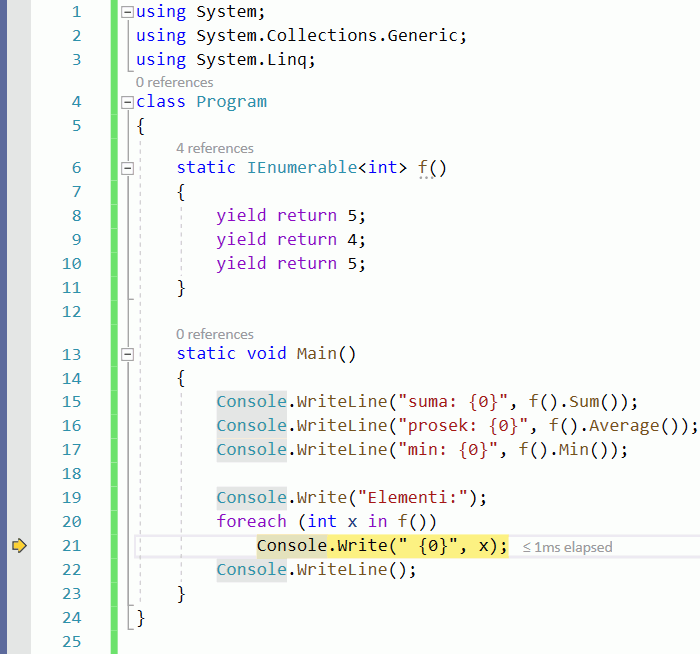 1 using System;
2 using System.Collections.Generic;
3 using System.Linq;
0 references
4 class Program
5 {
4 references
6 static IEnumerable<int> f()
7 {
8 yield return 5;
9 yield return 4;
10 yield return 5;
11 }
12
0 references
13 static void Main()
14 {
15 Console.WriteLine("suma: {0}", f().Sum());
16 Console.WriteLine("prosek: {0}", f().Average());
17 Console.WriteLine("min: {0}", f().Min());
18
19 Console.Write("Elementi:");
20 foreach (int x in f())
21 Console.Write(" {0}", x); ≤ 1ms elapsed
22 Console.WriteLine();
23 }
24 }
25